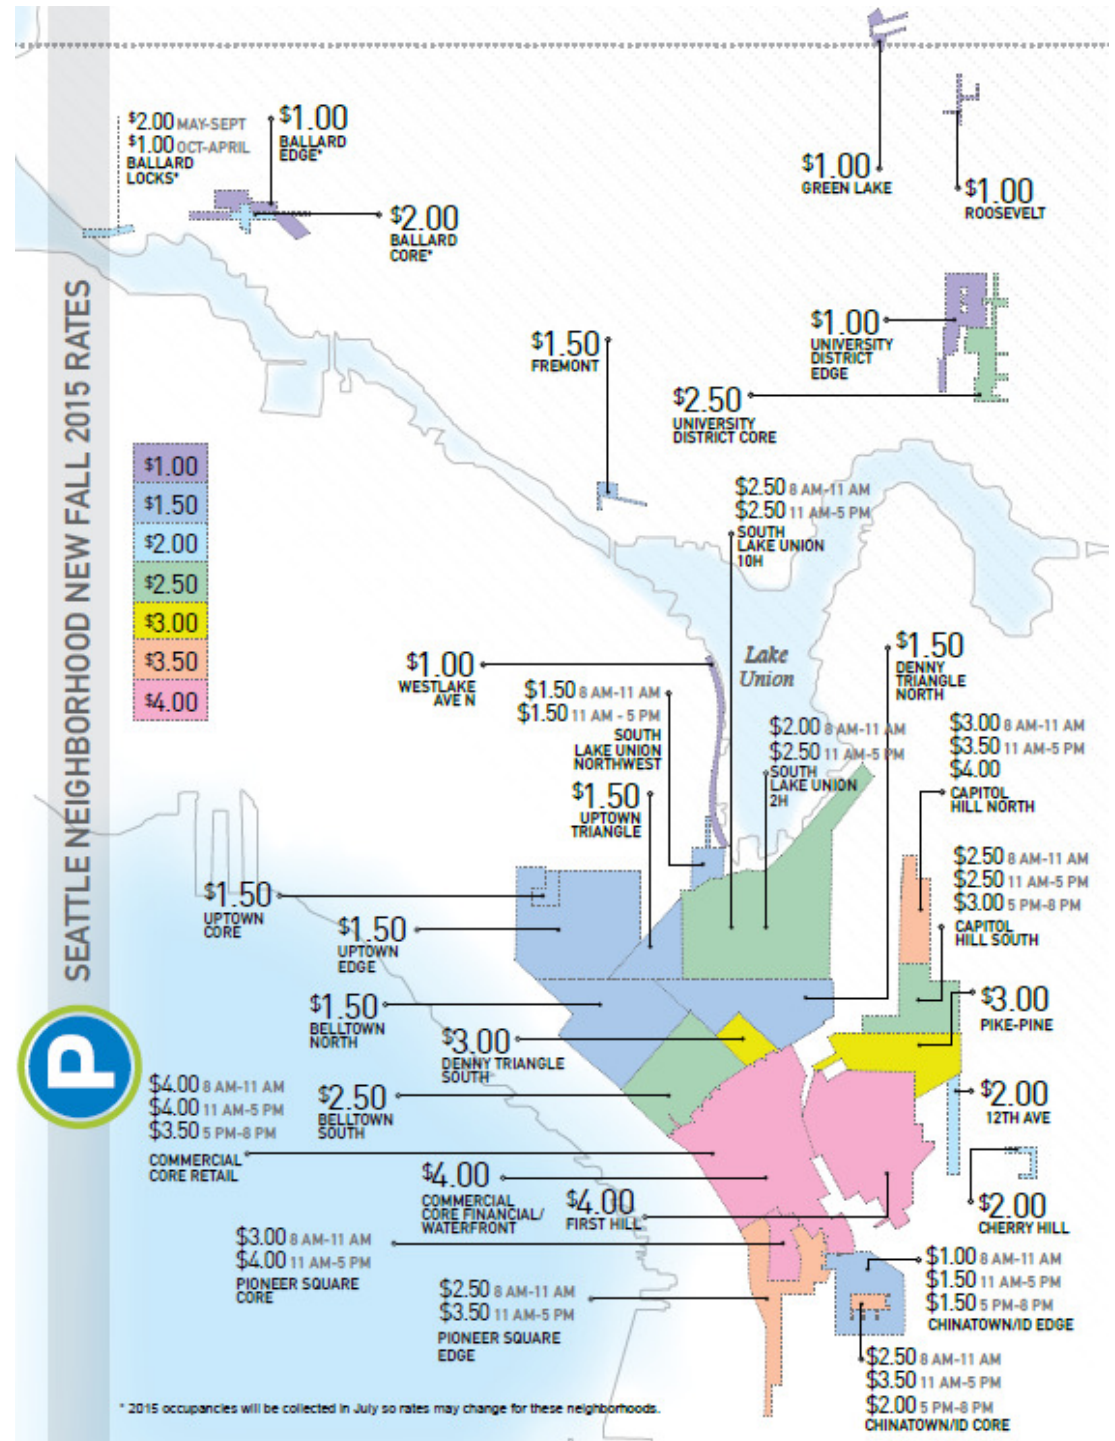 SEATTLE NEIGHBORHOOD NEW FALL 2015 RATES
P
$1.00
$1.50
$2.00
$2.50
$3.00
$3.50
$4.00
$2.00 MAY-SEPT
$1.00 OCT-APRIL
BALLARD
LOCKS*
$1.00
BALLARD
EDGE*
$2.00
BALLARD
CORE*
$1.00
GREEN LAKE
$1.00
ROOSEVELT
$1.00
UNIVERSITY
DISTRICT
EDGE
$1.50
FREMONT
$2.50
UNIVERSITY
DISTRICT CORE
$2.50 8 AM-11 AM
$2.50 11 AM-5 PM
SOUTH
LAKE UNION
10H
Lake
Union
$1.00
WESTLAKE
AVE N
$1.50 8 AM-11 AM
$1.50 11 AM - 5 PM
SOUTH
LAKE UNION
NORTHWEST
$1.50
DENNY
TRIANGLE
NORTH
$2.00 8 AM-11 AM
$2.50 11 AM-5 PM
SOUTH
LAKE UNION
2H
$3.00 8 AM-11 AM
$3.50 11 AM-5 PM
$4.00
CAPITOL
HILL NORTH
$1.50
UPTOWN
TRIANGLE
$2.50 8 AM-11 AM
$2.50 11 AM-5 PM
$3.00 5 PM-8 PM
CAPITOL
HILL SOUTH
$1.50
UPTOWN
CORE
$1.50
UPTOWN
EDGE
$1.50
BELLTOWN
NORTH
$3.00
PIKE-PINE
$3.00
DENNY TRIANGLE
SOUTH
$4.00 8 AM-11 AM
$4.00 11 AM-5 PM
$3.50 5 PM-8 PM
COMMERCIAL
CORE RETAIL
$2.50
BELLTOWN
SOUTH
$2.00
12TH AVE
$4.00
COMMERCIAL
CORE FINANCIAL/
WATERFRONT
$4.00
FIRST HILL
$2.00
CHERRY HILL
$3.00 8 AM-11 AM
$4.00 11 AM-5 PM
PIONEER SQUARE
CORE
$2.50 8 AM-11 AM
$3.50 11 AM-5 PM
PIONEER SQUARE
EDGE
$1.00 8 AM-11 AM
$1.50 11 AM-5 PM
$1.50 5 PM-8 PM
CHINATOWN/ID EDGE
$2.50 8 AM-11 AM
$3.50 11 AM-5 PM
$2.00 5 PM-8 PM
CHINATOWN/ID CORE
* 2015 occupancies will be collected in July so rates may change for these neighborhoods.